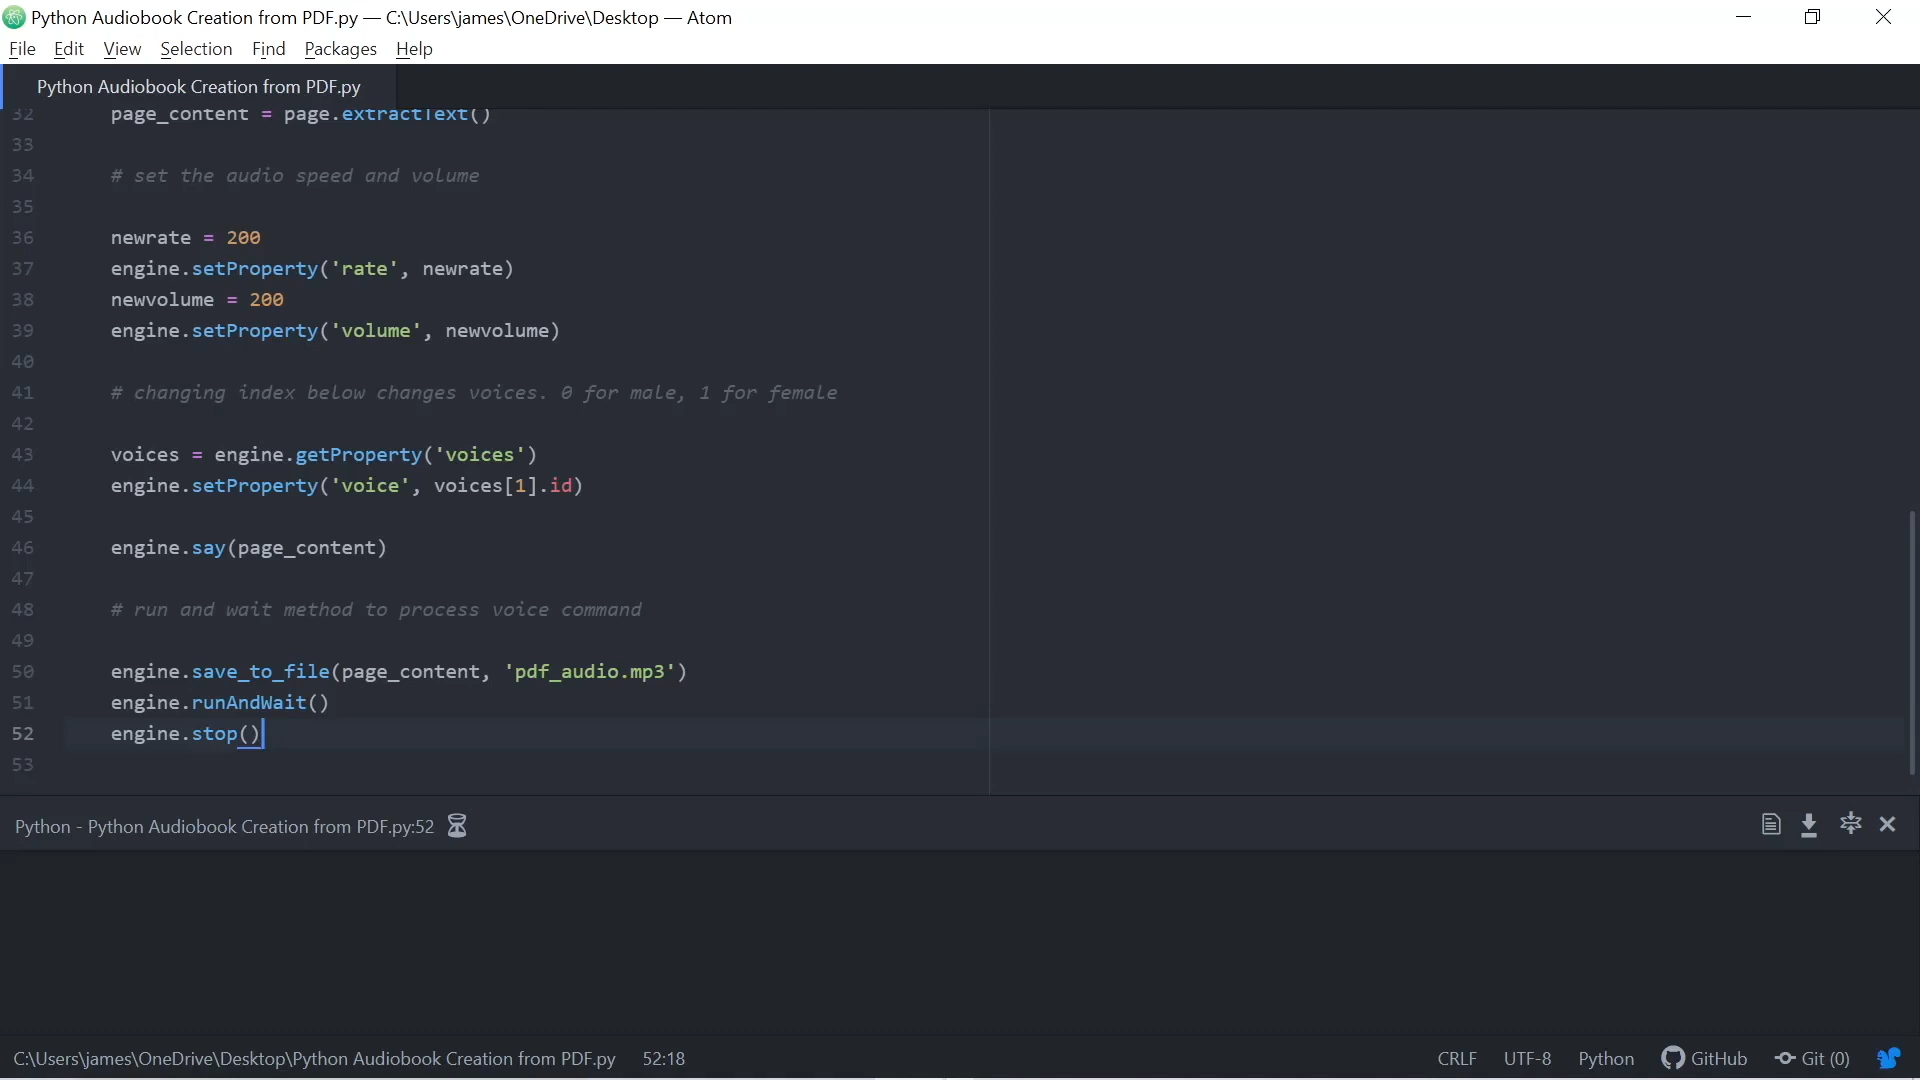 Python Audiobook Creation from PDF.py — C:\Users\james\OneDrive\Desktop — Atom
File Edit View Selection Find Packages Help
Python Audiobook Creation from PDF.py
32 page_content = page.extractText()
33
34 # set the audio speed and volume
35
36 newrate = 200
37 engine.setProperty('rate', newrate)
38 newvolume = 200
39 engine.setProperty('volume', newvolume)
40
41 # changing index below changes voices. 0 for male, 1 for female
42
43 voices = engine.getProperty('voices')
44 engine.setProperty('voice', voices[1].id)
45
46 engine.say(page_content)
47
48 # run and wait method to process voice command
49
50 engine.save_to_file(page_content, 'pdf_audio.mp3')
51 engine.runAndWait()
52 engine.stop()
53
Python - Python Audiobook Creation from PDF.py:52
C:\Users\james\OneDrive\Desktop\Python Audiobook Creation from PDF.py 52:18 CRLF UTF-8 Python GitHub Git (0)